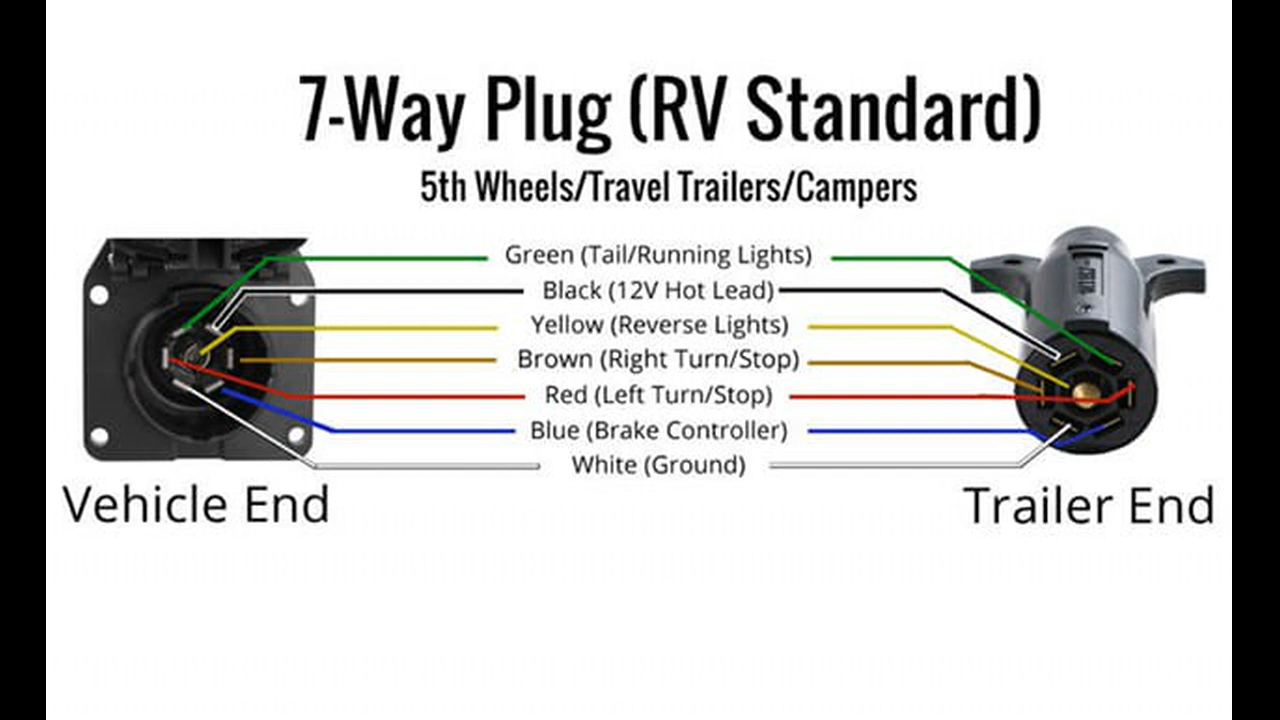 7-Way Plug (RV Standard)
5th Wheels/Travel Trailers/Campers
Green (Tail/Running Lights)
Black (12V Hot Lead)
Yellow (Reverse Lights)
Brown (Right Turn/Stop)
Red (Left Turn/Stop)
Blue (Brake Controller)
White (Ground)
Vehicle End
Trailer End